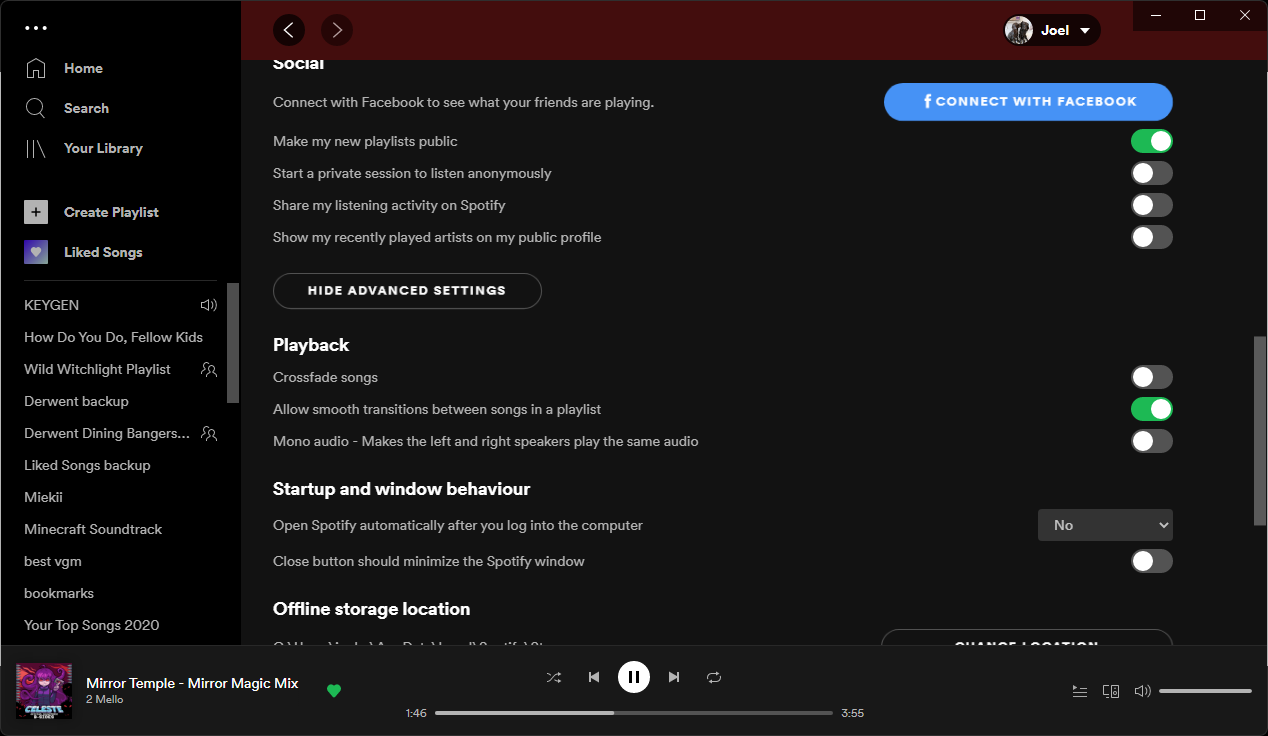 Joel
Home
Search
Your Library
Create Playlist
Liked Songs
KEYGEN
How Do You Do, Fellow Kids
Wild Witchlight Playlist
Derwent backup
Derwent Dining Bangers...
Liked Songs backup
Miekii
Minecraft Soundtrack
best vgm
bookmarks
Your Top Songs 2020
Social
Connect with Facebook to see what your friends are playing.
f CONNECT WITH FACEBOOK
Make my new playlists public
Start a private session to listen anonymously
Share my listening activity on Spotify
Show my recently played artists on my public profile
HIDE ADVANCED SETTINGS
Playback
Crossfade songs
Allow smooth transitions between songs in a playlist
Mono audio - Makes the left and right speakers play the same audio
Startup and window behaviour
Open Spotify automatically after you log into the computer
No
Close button should minimize the Spotify window
Offline storage location
CHANGE LOCATION
CELESTE
B-SIDES
Mirror Temple - Mirror Magic Mix
2 Mello
1:46
3:55